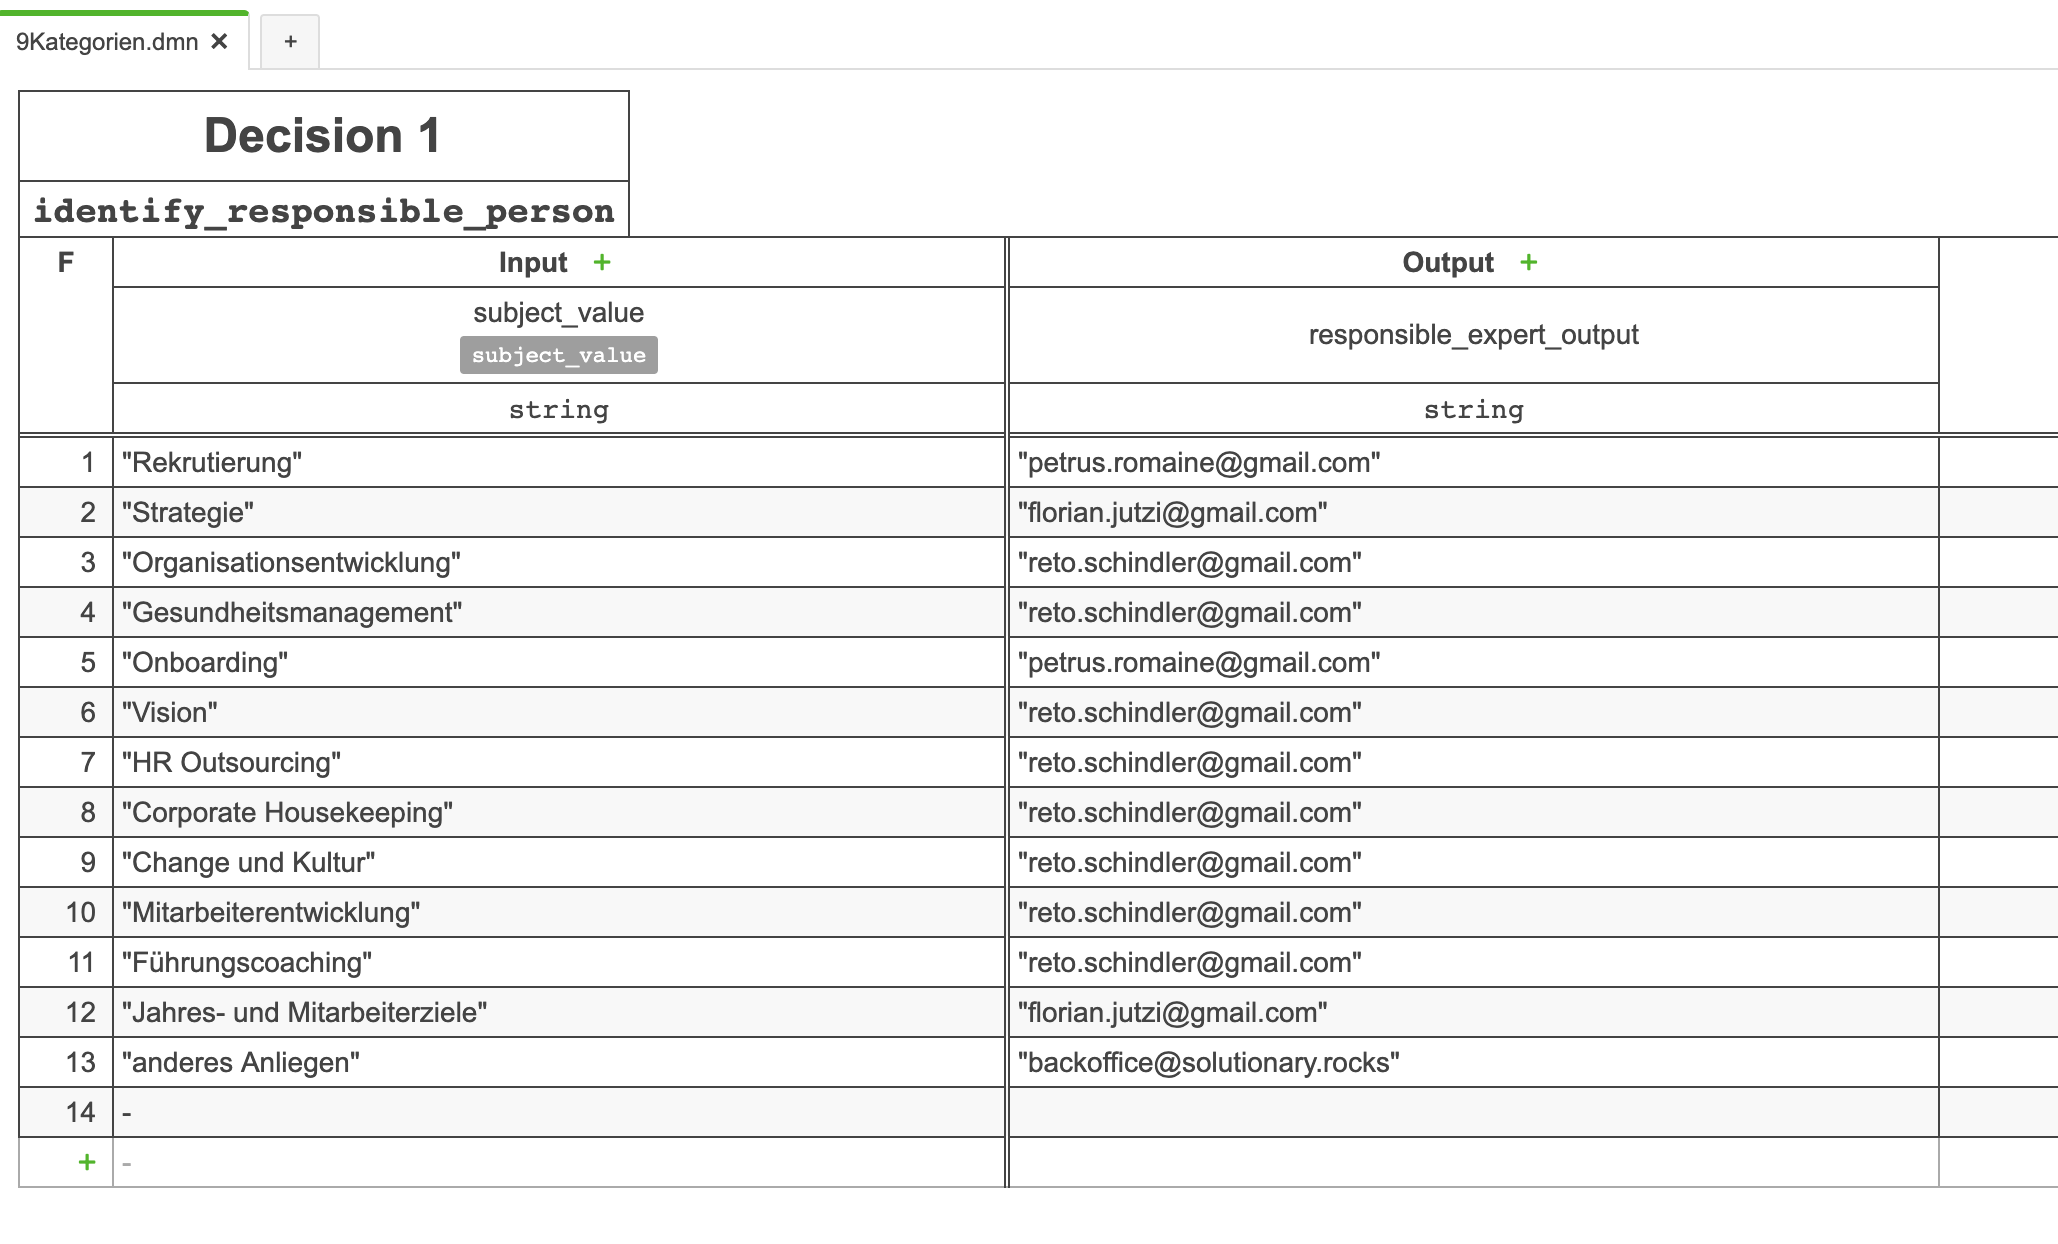 9Kategorien.dmn ✕ +
Decision 1
identify_responsible_person
F Input + Output +
subject_value
subject_value
responsible_expert_output
string string
1 "Rekrutierung" "petrus.romaine@gmail.com"
2 "Strategie" "florian.jutzi@gmail.com"
3 "Organisationsentwicklung" "reto.schindler@gmail.com"
4 "Gesundheitsmanagement" "reto.schindler@gmail.com"
5 "Onboarding" "petrus.romaine@gmail.com"
6 "Vision" "reto.schindler@gmail.com"
7 "HR Outsourcing" "reto.schindler@gmail.com"
8 "Corporate Housekeeping" "reto.schindler@gmail.com"
9 "Change und Kultur" "reto.schindler@gmail.com"
10 "Mitarbeiterentwicklung" "reto.schindler@gmail.com"
11 "Führungscoaching" "reto.schindler@gmail.com"
12 "Jahres- und Mitarbeiterziele" "florian.jutzi@gmail.com"
13 "anderes Anliegen" "backoffice@solutionary.rocks"
14 -
+ -